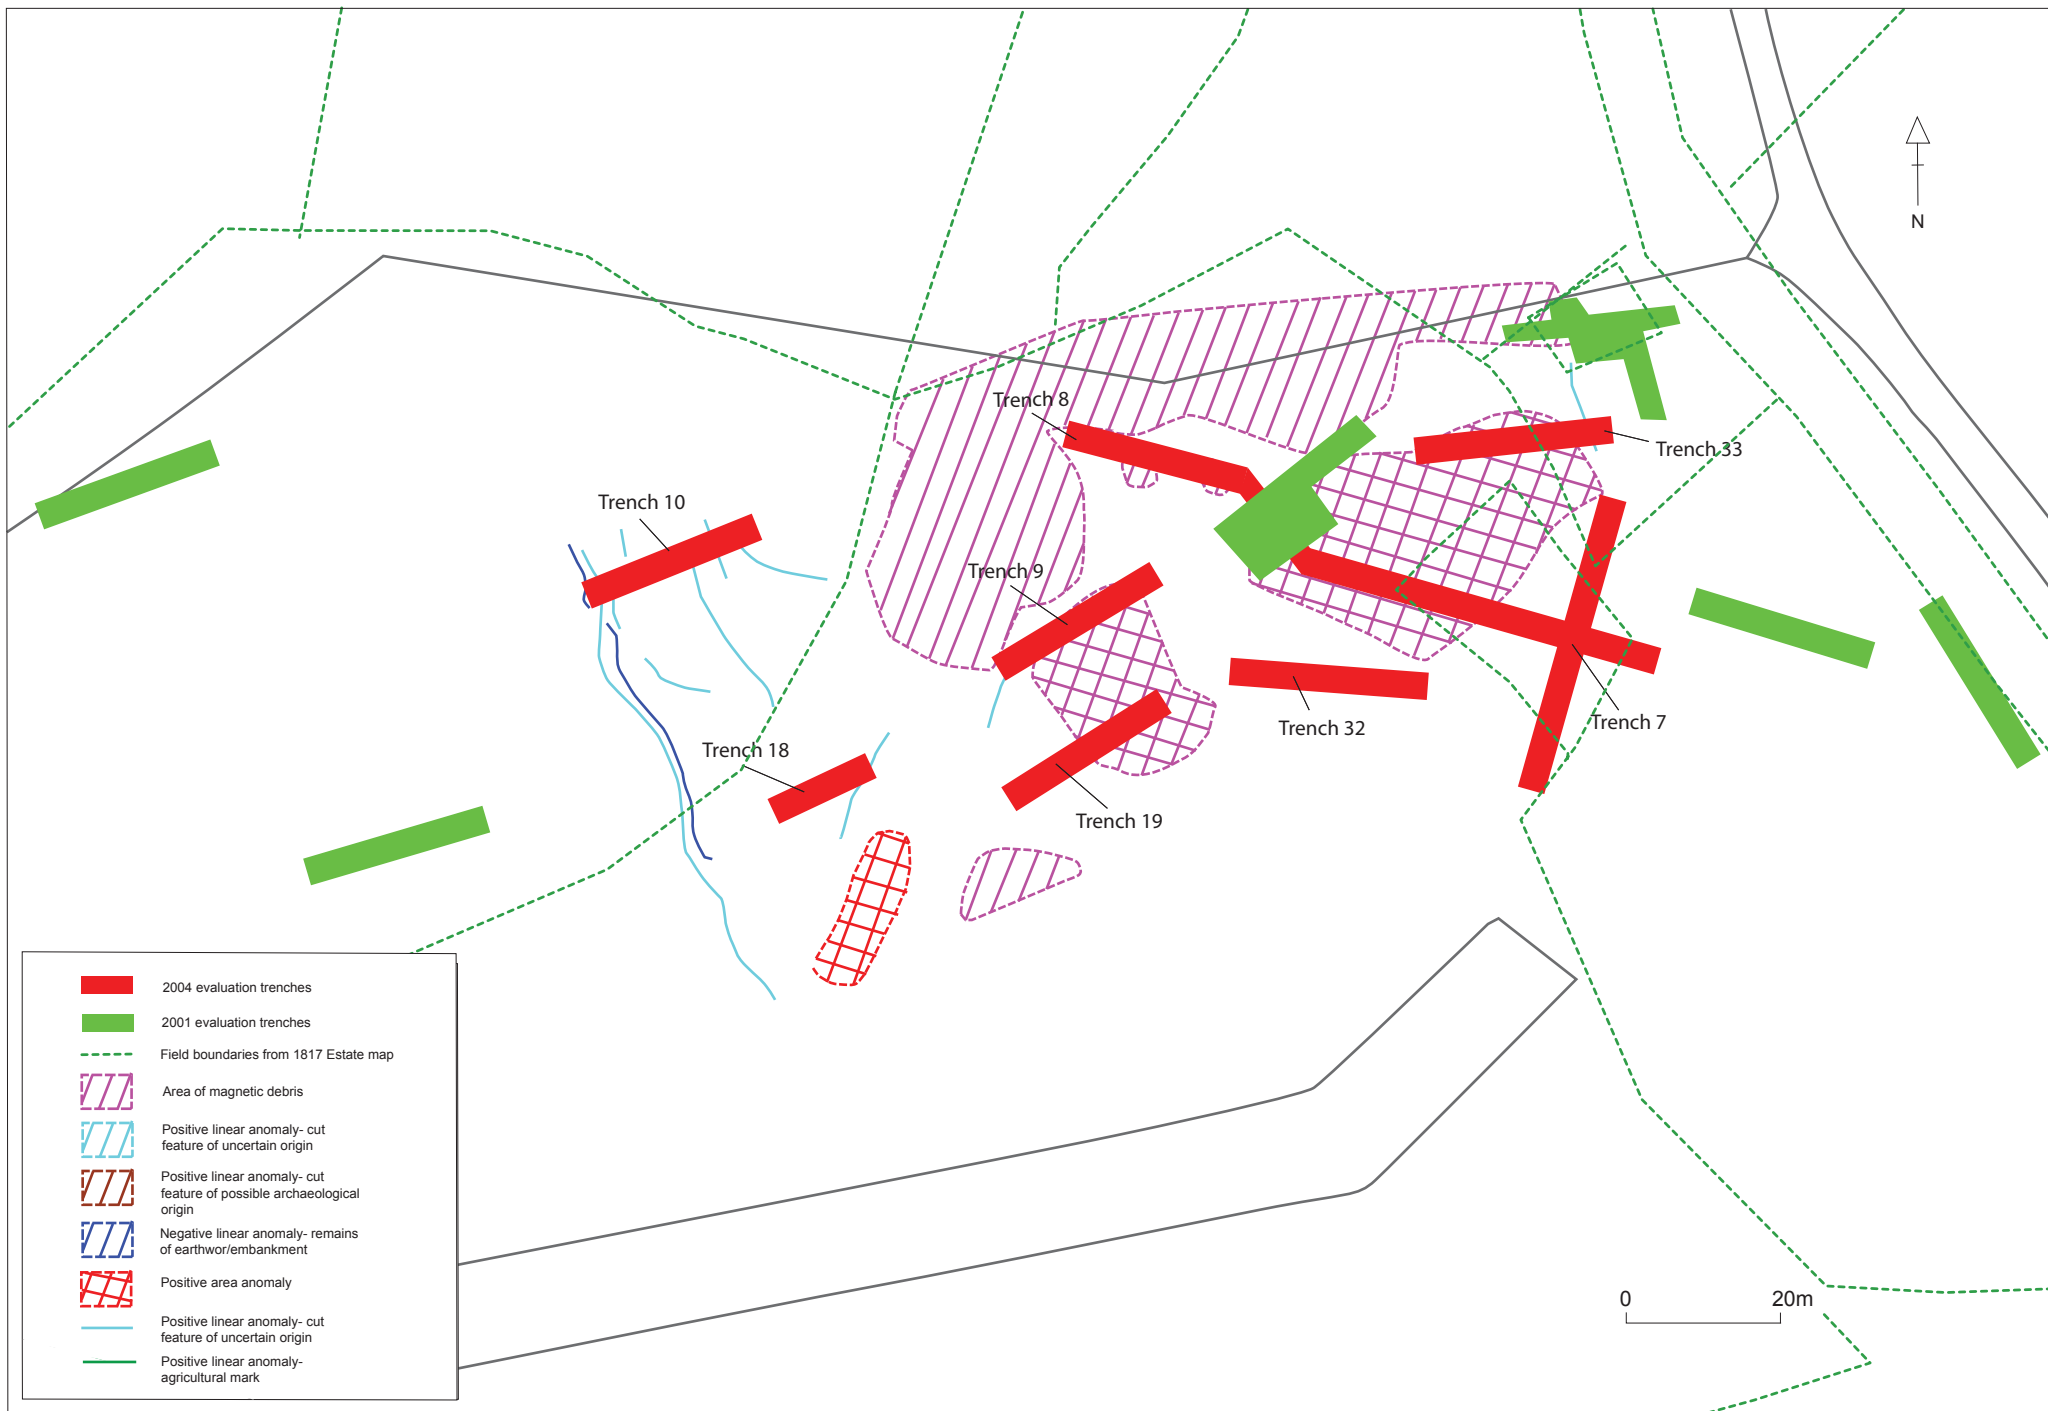 N
Trench 8
Trench 33
Trench 10
Trench 9
Trench 7
Trench 32
Trench 18
Trench 19
2004 evaluation trenches
2001 evaluation trenches
Field boundaries from 1817 Estate map
Area of magnetic debris
Positive linear anomaly- cut
feature of uncertain origin
Positive linear anomaly- cut
feature of possible archaeological
origin
Negative linear anomaly- remains
of earthwor/embankment
Positive area anomaly
Positive linear anomaly- cut
feature of uncertain origin
Positive linear anomaly-
agricultural mark
0 20m